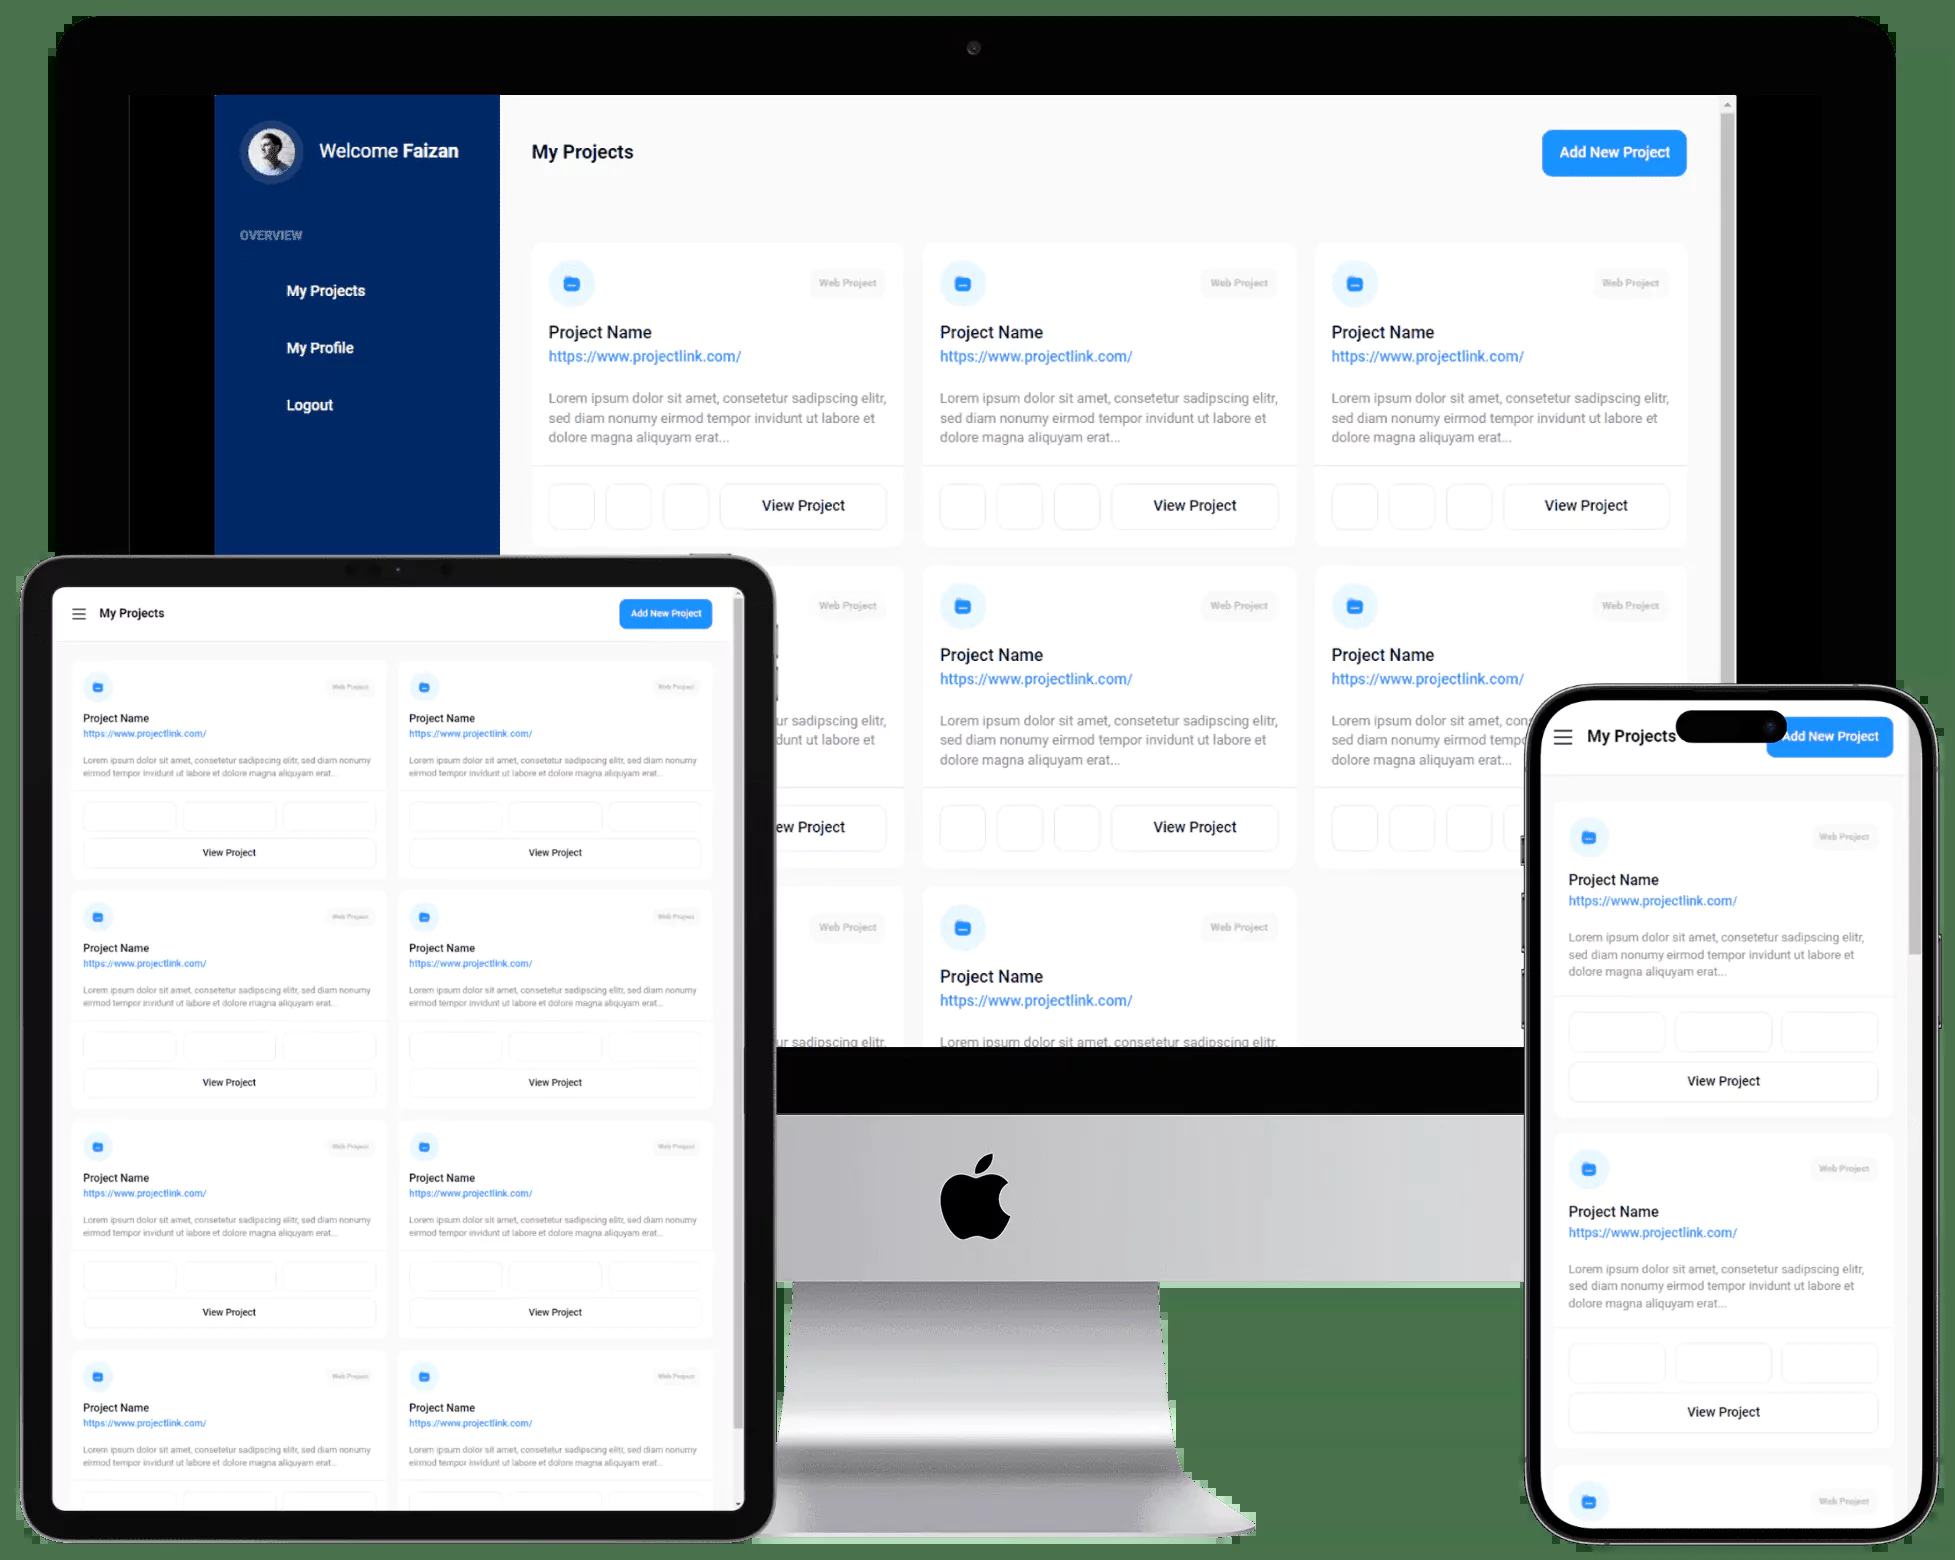 Welcome Faizan
OVERVIEW
My Projects
My Profile
Logout
My Projects
Add New Project
Web Project
Project Name
https://www.projectlink.com/
Lorem ipsum dolor sit amet, consetetur sadipscing elitr,
sed diam nonumy eirmod tempor invidunt ut labore et
dolore magna aliquyam erat...
View Project
Web Project
Project Name
https://www.projectlink.com/
Lorem ipsum dolor sit amet, consetetur sadipscing elitr,
sed diam nonumy eirmod tempor invidunt ut labore et
dolore magna aliquyam erat...
View Project
Web Project
Project Name
https://www.projectlink.com/
Lorem ipsum dolor sit amet, consetetur sadipscing elitr,
sed diam nonumy eirmod tempor invidunt ut labore et
dolore magna aliquyam erat...
View Project
Web Project
sadipscing elitr,
ut labore et
Project
Web Project
Project Name
https://www.projectlink.com/
Lorem ipsum dolor sit amet, consetetur sadipscing elitr,
sed diam nonumy eirmod tempor invidunt ut labore et
dolore magna aliquyam erat...
View Project
Web Project
Project Name
https://www.projectlink.com/
Lorem ipsum dolor sit amet, con
sed diam nonumy eirmod temp
dolore magna aliquyam erat...
Web Project
sadipscing elitr,
Web Project
Project Name
https://www.projectlink.com/
Lorem ipsum dolor sit amet, consetetur sadipscing elitr,
My Projects
Add New Project
Web Project
Project Name
https://www.projectlink.com/
Lorem ipsum dolor sit amet, consetetur sadipscing elitr, sed diam nonumy
eirmod tempor invidunt ut labore et dolore magna aliquyam erat...
View Project
Web Project
Project Name
https://www.projectlink.com/
Lorem ipsum dolor sit amet, consetetur sadipscing elitr, sed diam nonumy
eirmod tempor invidunt ut labore et dolore magna aliquyam erat...
View Project
Web Project
Project Name
https://www.projectlink.com/
Lorem ipsum dolor sit amet, consetetur sadipscing elitr, sed diam nonumy
eirmod tempor invidunt ut labore et dolore magna aliquyam erat...
View Project
Web Project
Project Name
https://www.projectlink.com/
Lorem ipsum dolor sit amet, consetetur sadipscing elitr, sed diam nonumy
eirmod tempor invidunt ut labore et dolore magna aliquyam erat...
View Project
Web Project
Project Name
https://www.projectlink.com/
Lorem ipsum dolor sit amet, consetetur sadipscing elitr, sed diam nonumy
eirmod tempor invidunt ut labore et dolore magna aliquyam erat...
View Project
Web Project
Project Name
https://www.projectlink.com/
Lorem ipsum dolor sit amet, consetetur sadipscing elitr, sed diam nonumy
eirmod tempor invidunt ut labore et dolore magna aliquyam erat...
View Project
Web Project
Project Name
https://www.projectlink.com/
Lorem ipsum dolor sit amet, consetetur sadipscing elitr, sed diam nonumy
eirmod tempor invidunt ut labore et dolore magna aliquyam erat...
Web Project
Project Name
https://www.projectlink.com/
Lorem ipsum dolor sit amet, consetetur sadipscing elitr, sed diam nonumy
eirmod tempor invidunt ut labore et dolore magna aliquyam erat...
My Projects
Add New Project
Web Project
Project Name
https://www.projectlink.com/
Lorem ipsum dolor sit amet, consetetur sadipscing elitr,
sed diam nonumy eirmod tempor invidunt ut labore et
dolore magna aliquyam erat...
View Project
Web Project
Project Name
https://www.projectlink.com/
Lorem ipsum dolor sit amet, consetetur sadipscing elitr,
sed diam nonumy eirmod tempor invidunt ut labore et
dolore magna aliquyam erat...
View Project
Web Project